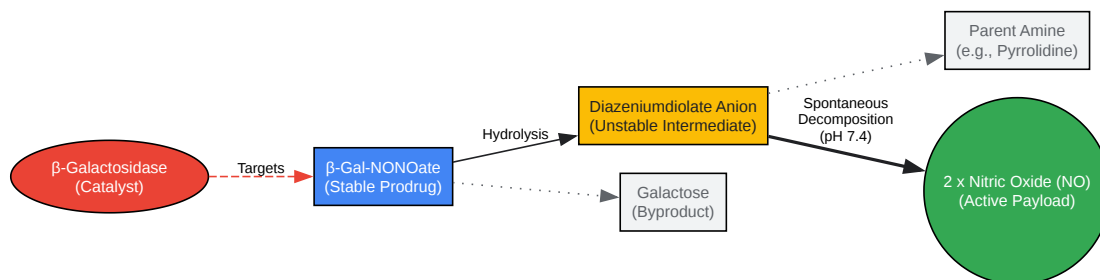 β-Galactosidase
(Catalyst)
Targets
β-Gal-NONOate
(Stable Prodrug)
Hydrolysis
Diazeniumdiolate Anion
(Unstable Intermediate)
Galactose
(Byproduct)
Spontaneous
Decomposition
(pH 7.4)
Parent Amine
(e.g., Pyrrolidine)
2 x Nitric Oxide (NO)
(Active Payload)